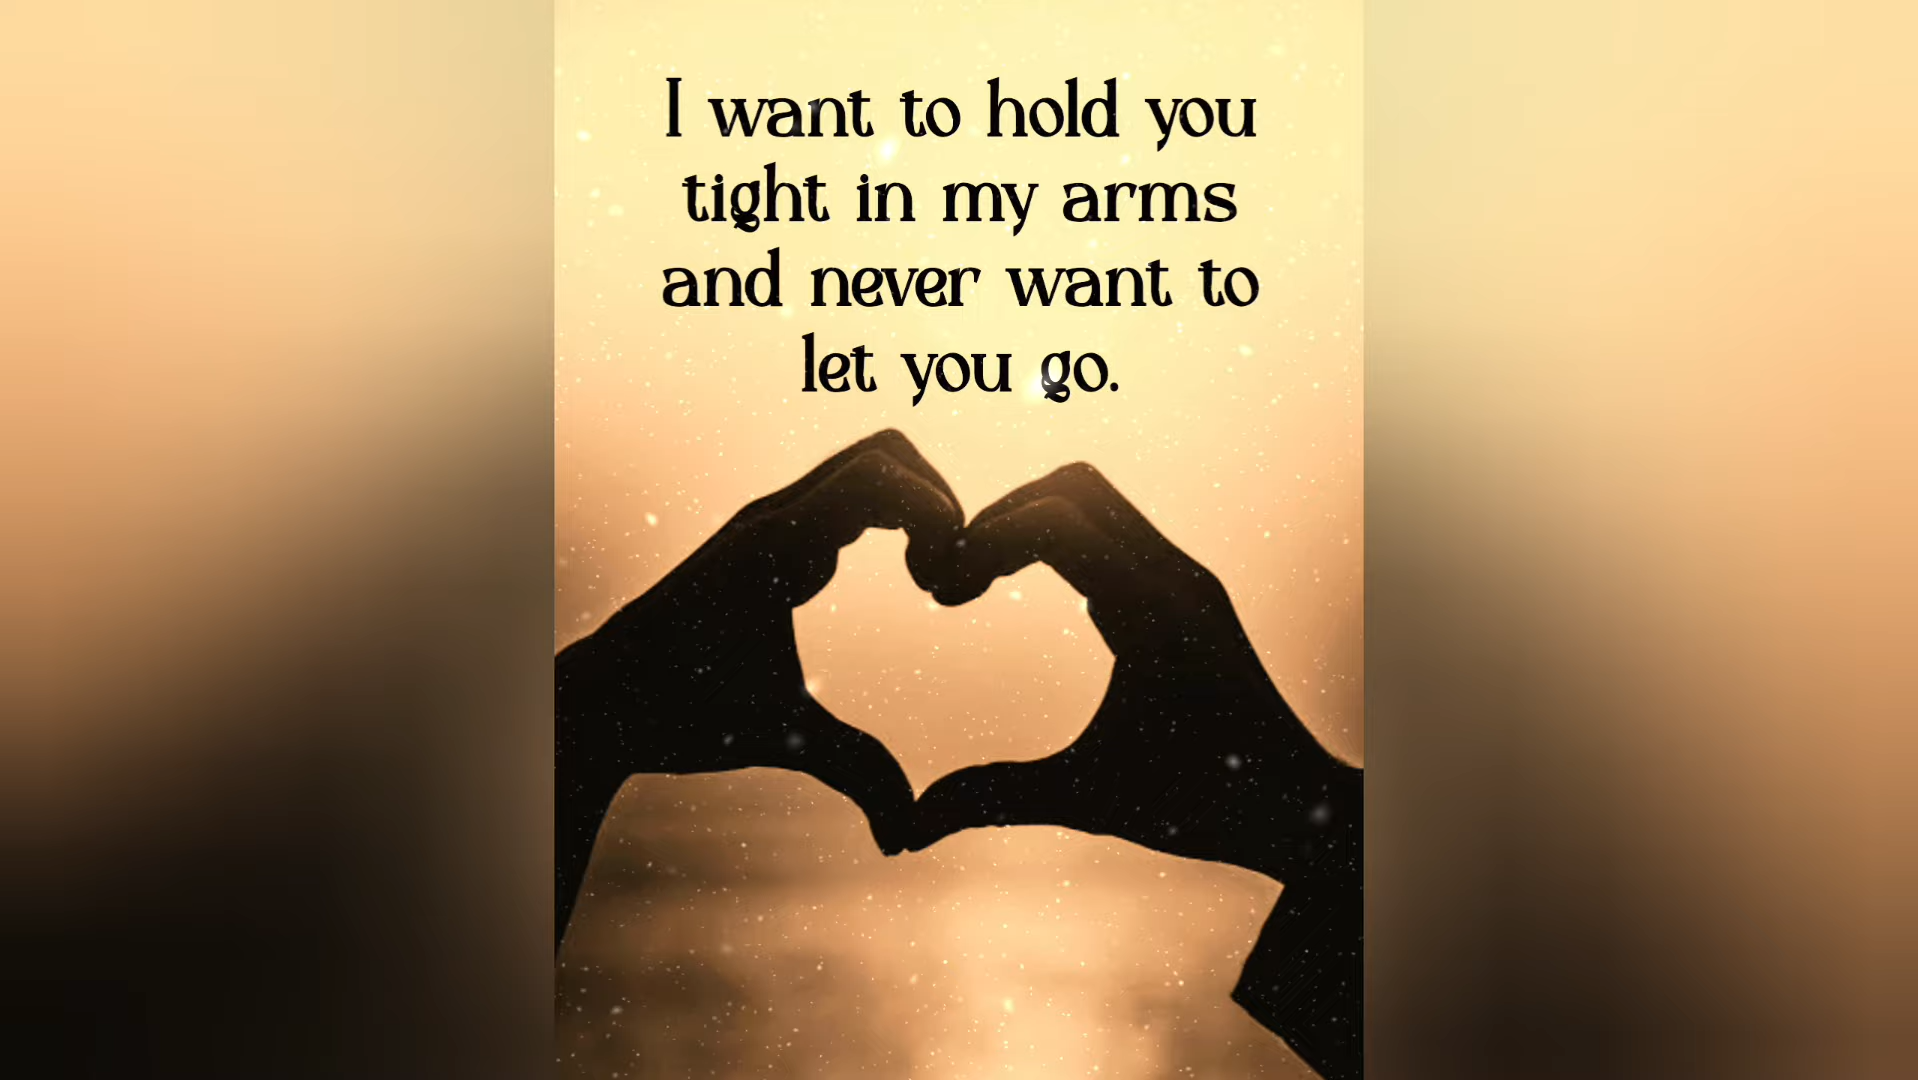 I want to hold you
tight in my arms
and never want to
let you go.